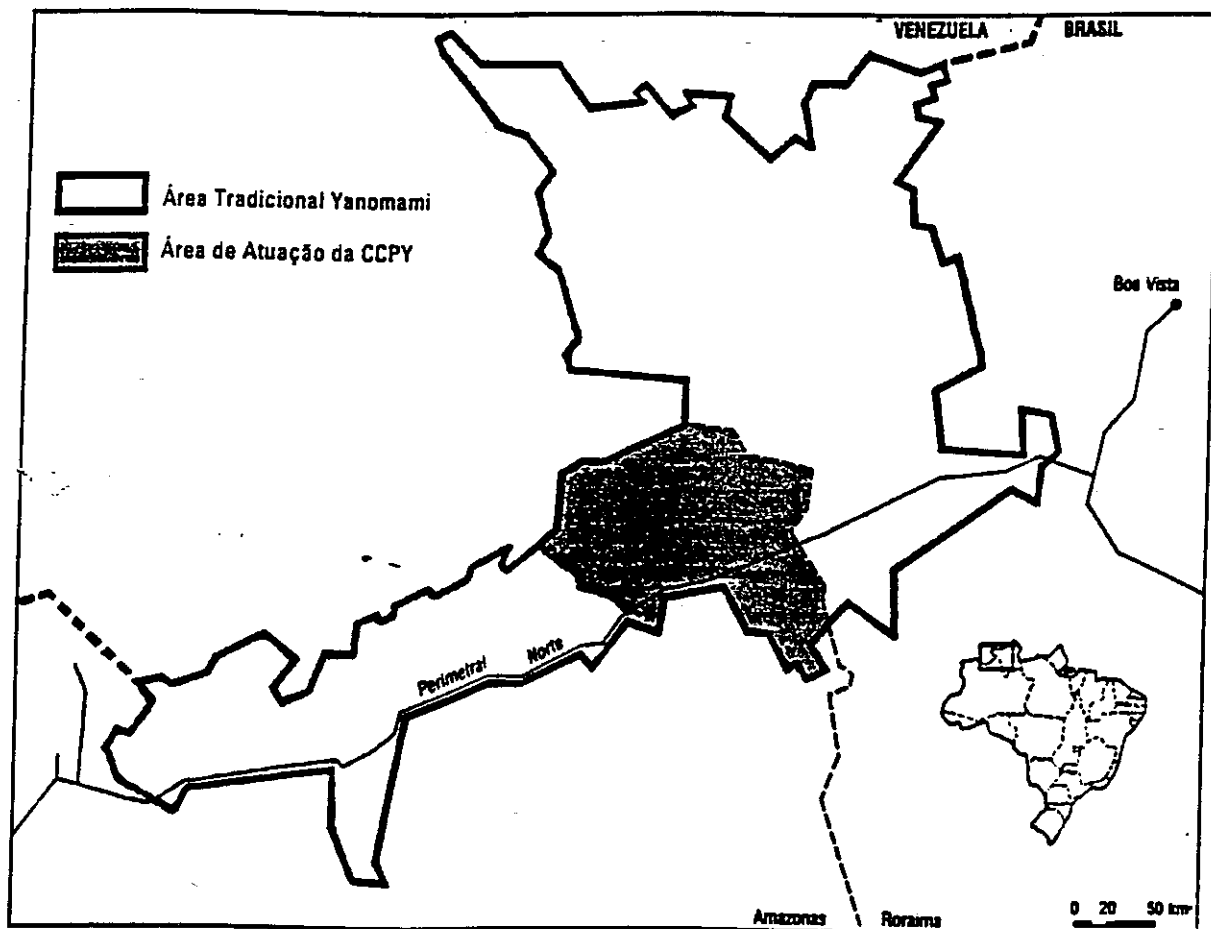 VENEZUELA BRASIL
Área Tradicional Yanomami
Área de Atuação da CCPY
Boa Vista
Perimetral Norte
Amazonas Roraima
0 20 50 km